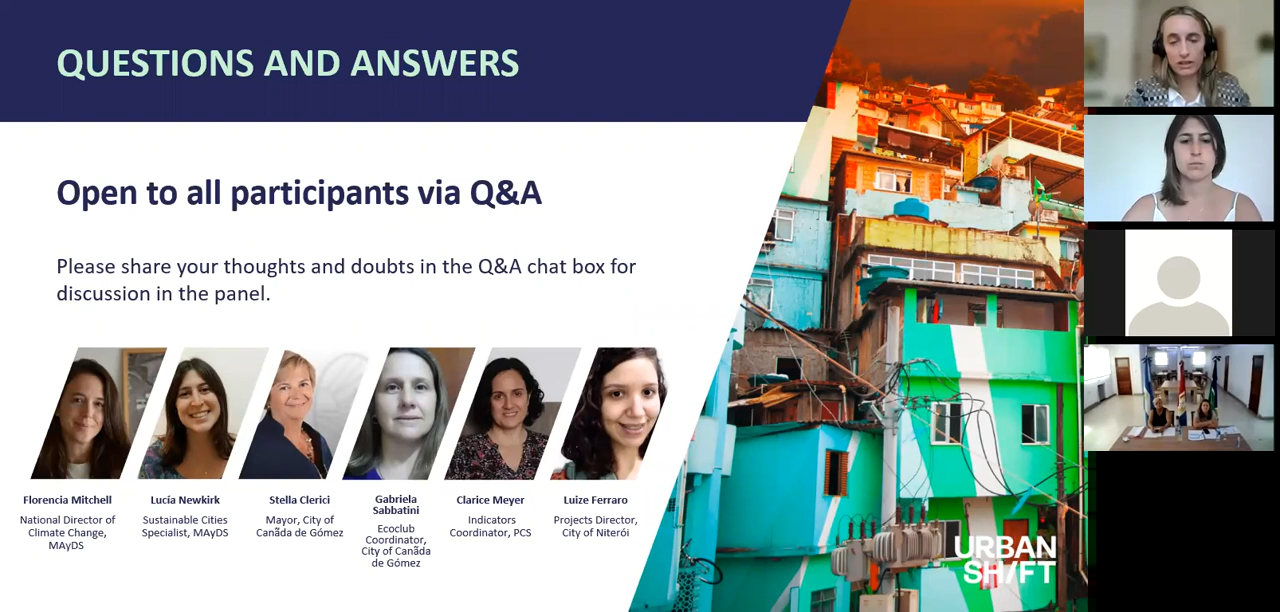 QUESTIONS AND ANSWERS
Open to all participants via Q&A
Please share your thoughts and doubts in the Q&A chat box for
discussion in the panel.
Florencia Mitchell
National Director of
Climate Change,
MAyDS
Lucía Newkirk
Sustainable Cities
Specialist, MAyDS
Stella Clerici
Mayor, City of
Canãda de Gómez
Gabriela
Sabbatini
Ecoclub
Coordinator,
City of Canãda
de Gómez
Clarice Meyer
Indicators
Coordinator, PCS
Luize Ferraro
Projects Director,
City of Niterói
URBAN
SH/FT